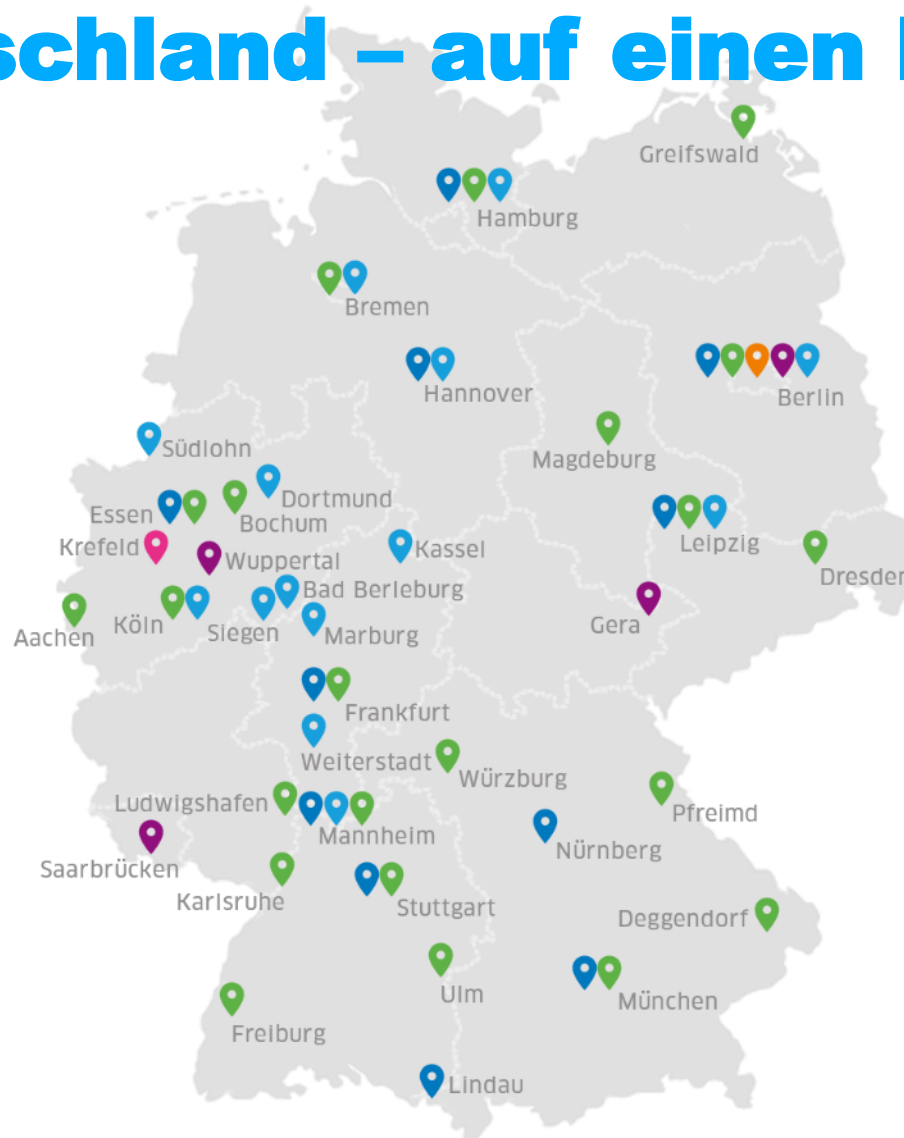 schland – auf einen
Greifswald
Hamburg
Bremen
Hannover
Berlin
Südlohn
Magdeburg
Dortmund
Essen
Bochum
Leipzig
Krefeld
Kassel
Wuppertal
Dresden
Bad Berleburg
Köln
Gera
Siegen
Aachen
Marburg
Frankfurt
Weiterstadt
Würzburg
Ludwigshafen
Pfreimd
Mannheim
Nürnberg
Saarbrücken
Karlsruhe
Stuttgart
Deggendorf
Ulm
München
Freiburg
Lindau